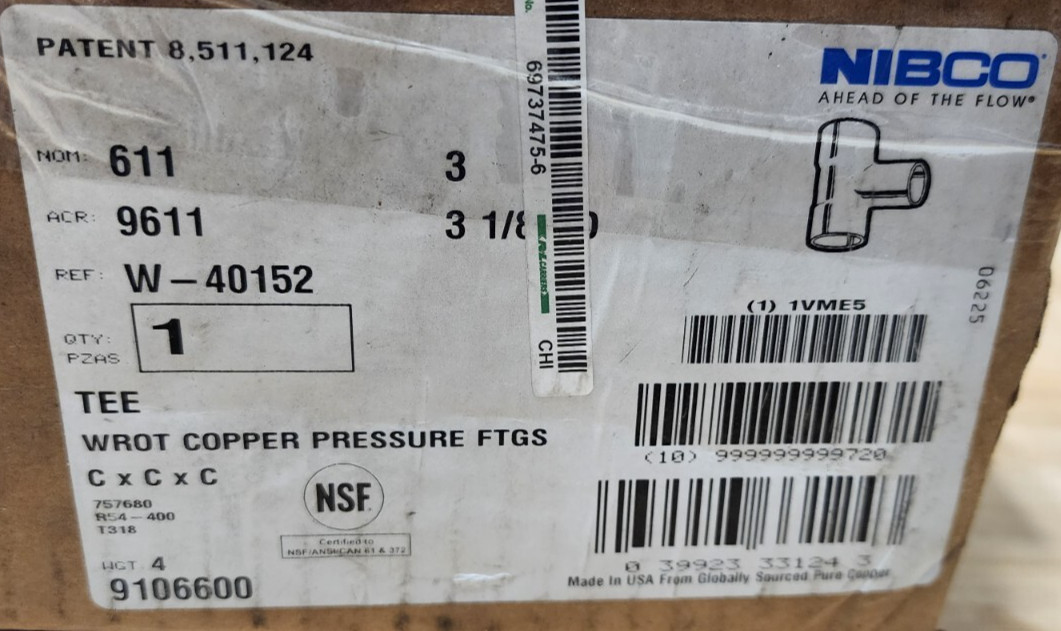 PATENT 8,511,124
NIBCO
AHEAD OF THE FLOW®
No.
69737475-6
CHI
NOM: 611 3
ACR: 9611 3 1/8
REF: W-40152
QTY: 1
PZAS
TEE
WROT COPPER PRESSURE FTGS
C x C x C
757680
R54-400
T318
NSF
Certified to
NSF/ANSI/CAN 61 & 372
WGT 4
9106600
06225
(1) 1VME5
(10) 999999999720
0 39923 33124 3
Made In USA From Globally Sourced Pure Copper